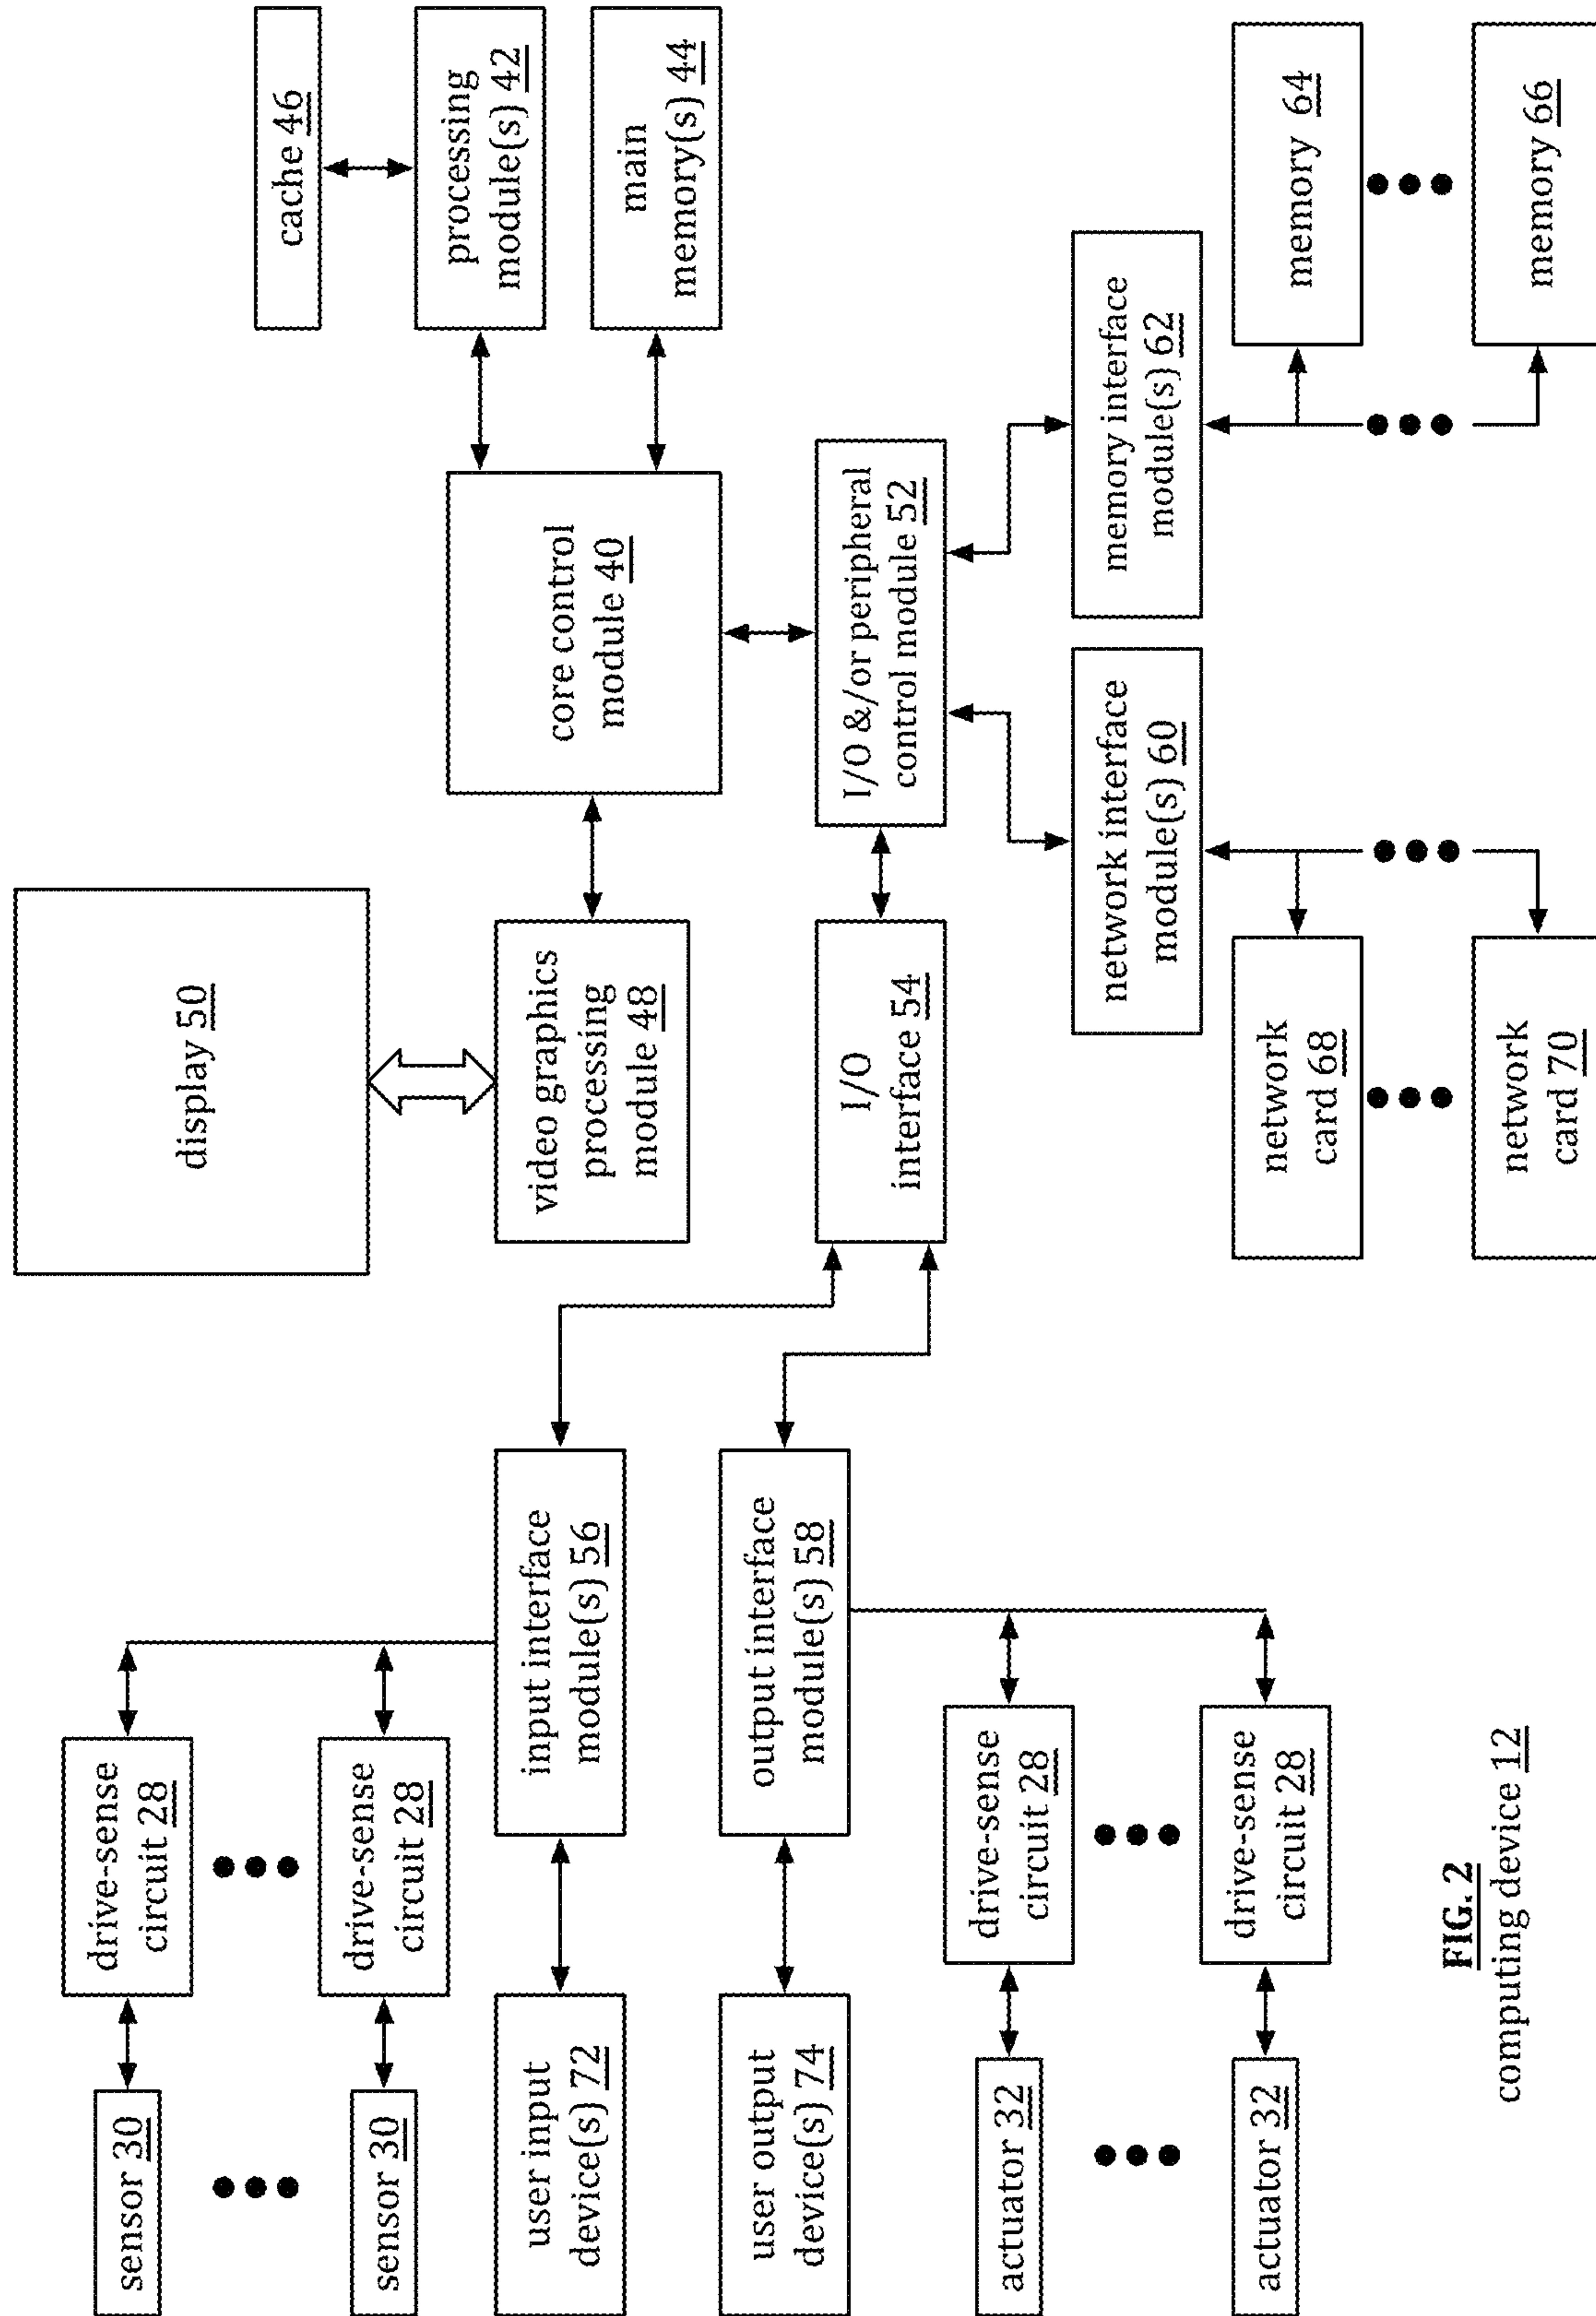 display 50
cache 46
processing
module(s) 42
main
memory(s) 44
core control
module 40
video graphics
processing
module 48
I/O
interface 54
I/O &/or peripheral
control module 52
sensor 30
drive-sense
circuit 28
sensor 30
drive-sense
circuit 28
user input
device(s) 72
input interface
module(s) 56
user output
device(s) 74
output interface
module(s) 58
actuator 32
drive-sense
circuit 28
actuator 32
drive-sense
circuit 28
network interface
module(s) 60
memory interface
module(s) 62
network
card 68
memory 64
network
card 70
memory 66
FIG. 2
computing device 12